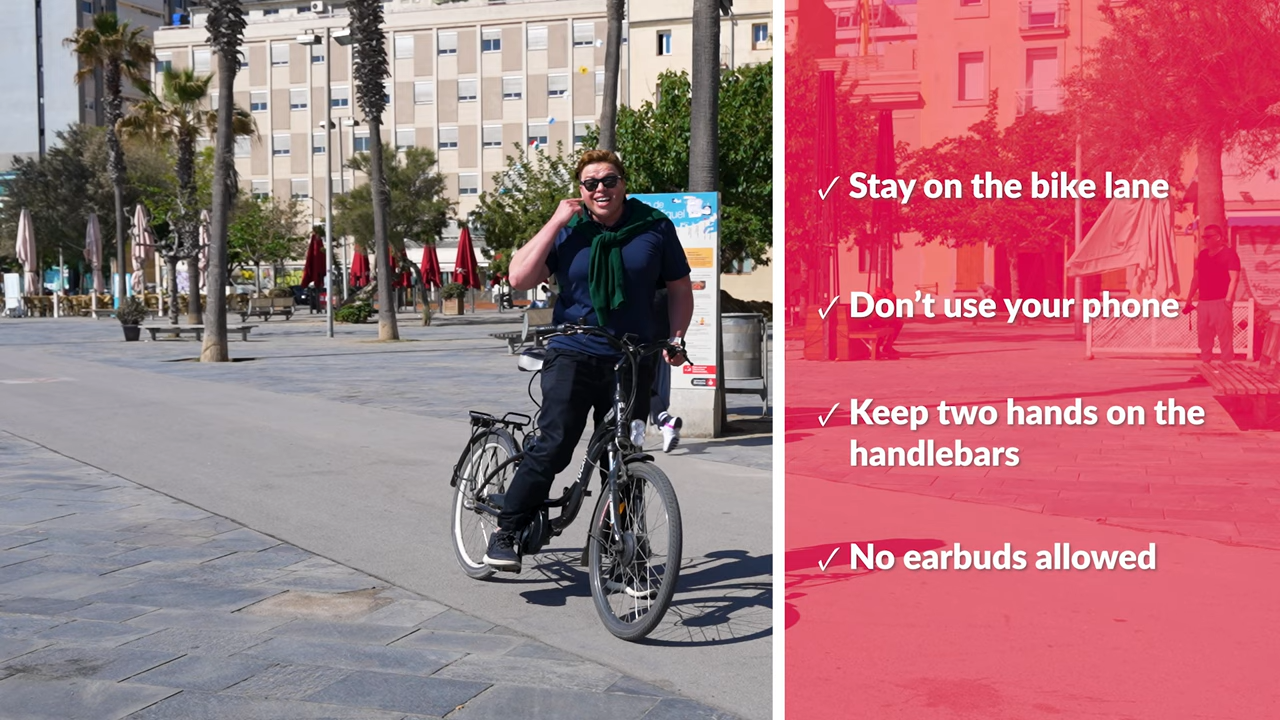 ✓ Stay on the bike lane
✓ Don’t use your phone
✓ Keep two hands on the
handlebars
✓ No earbuds allowed